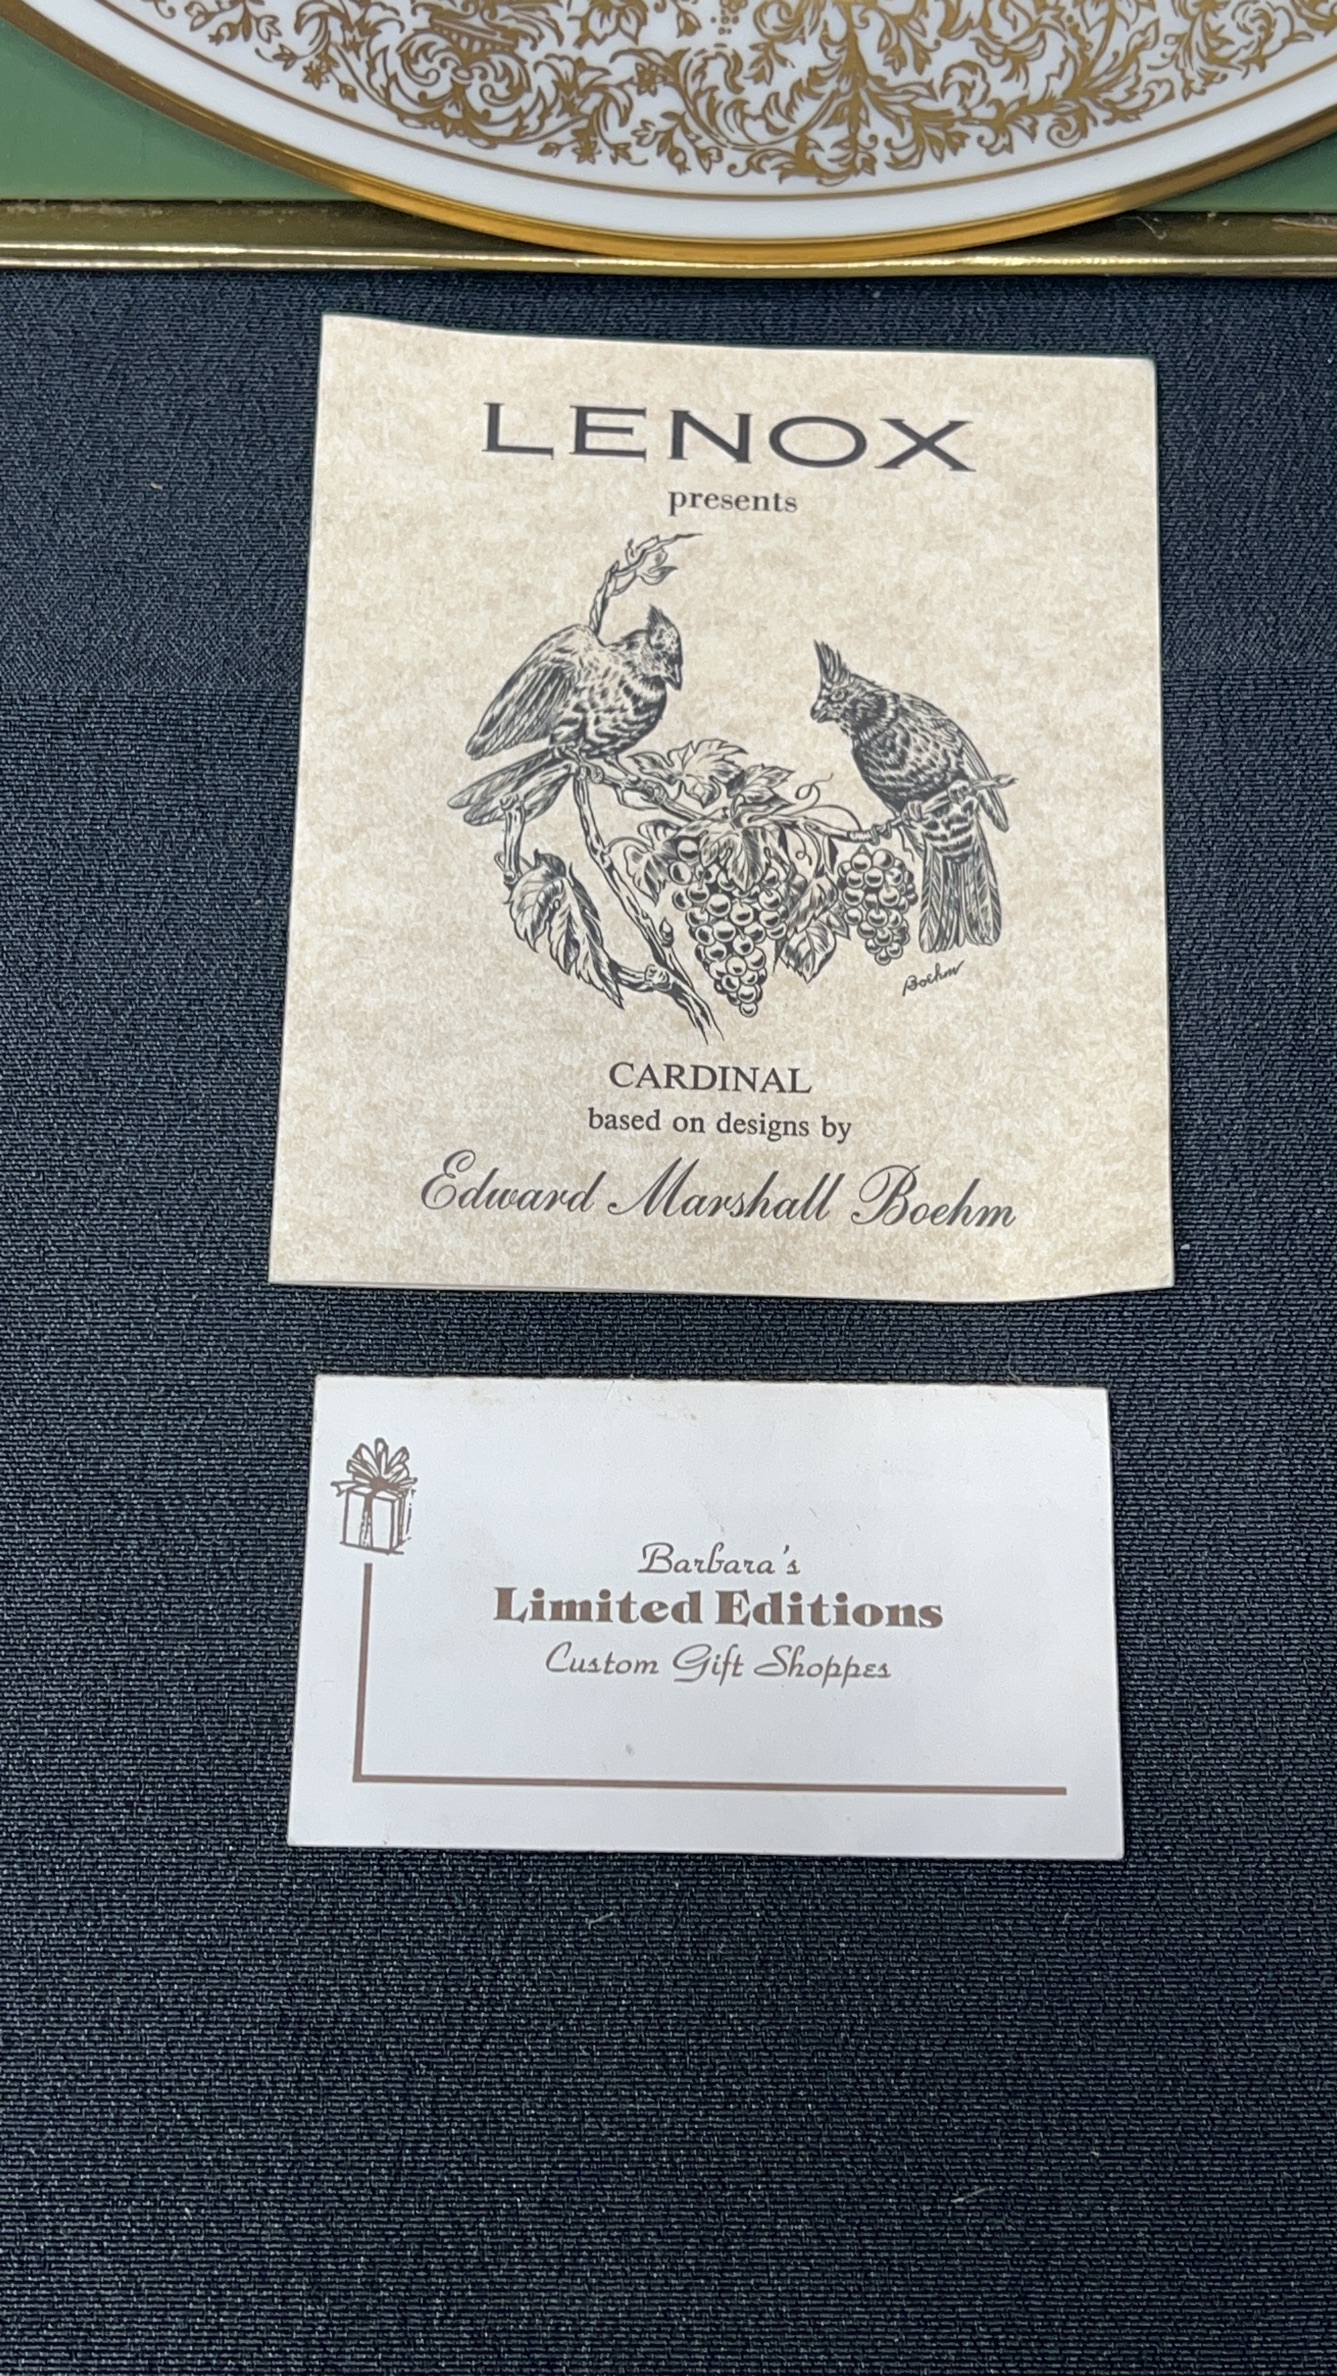 LENOX
presents
Boehm
CARDINAL
based on designs by
Edward Marshall Boehm
Barbara's
Limited Editions
Custom Gift Shoppes